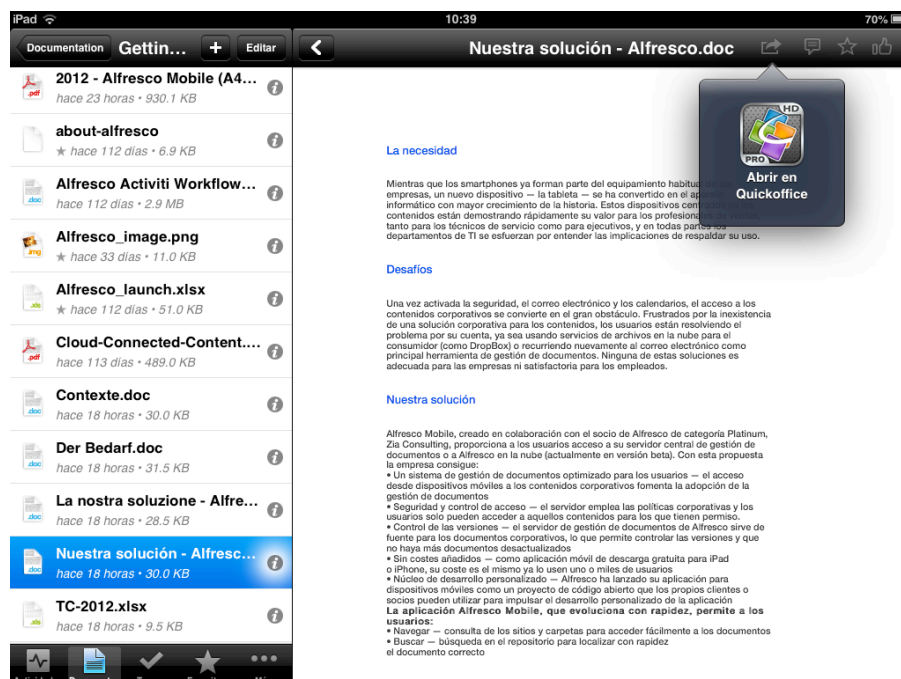 iPad 10:39 70%
Documentation Gettin... + Editar
2012 - Alfresco Mobile (A4...
hace 23 horas • 930.1 KB
about-alfresco
★ hace 112 días • 6.9 KB
Alfresco Activiti Workflow...
hace 112 días • 2.9 MB
Alfresco_image.png
★ hace 33 días • 11.0 KB
Alfresco_launch.xlsx
★ hace 112 días • 51.0 KB
Cloud-Connected-Content....
hace 113 días • 489.0 KB
Contexte.doc
hace 18 horas • 30.0 KB
Der Bedarf.doc
hace 18 horas • 31.5 KB
La nostra soluzione - Alfre...
hace 18 horas • 28.5 KB
Nuestra solución - Alfresc...
hace 18 horas • 30.0 KB
TC-2012.xlsx
hace 18 horas • 9.5 KB
Nuestra solución - Alfresco.doc
HD
PRO
Abrir en
Quickoffice
La necesidad
Mientras que los smartphones ya forman parte del equipamiento
empresas, un nuevo dispositivo — la tableta — se ha convertido en el
informático con mayor crecimiento de la historia. Estos dispositivos
contenidos están demostrando rápidamente su valor para los
tanto para los técnicos de servicio como para ejecutivos, y en todas partes los
departamentos de TI se esfuerzan por entender las implicaciones de respaldar su uso.
Desafíos
Una vez activada la seguridad, el correo electrónico y los calendarios, el acceso a los
contenidos corporativos se convierte en el gran obstáculo. Frustrados por la inexistencia
de una solución corporativa para los contenidos, los usuarios están resolviendo el
problema por su cuenta, ya sea usando servicios de archivos en la nube para el
consumidor (como DropBox) o recurriendo nuevamente al correo electrónico como
principal herramienta de gestión de documentos. Ninguna de estas soluciones es
adecuada para las empresas ni satisfactoria para los empleados.
Nuestra solución
Alfresco Mobile, creado en colaboración con el socio de Alfresco de categoría Platinum,
Zia Consulting, proporciona a los usuarios acceso a su servidor central de gestión de
documentos o a Alfresco en la nube (actualmente en versión beta). Con esta propuesta
la empresa consigue:
• Un sistema de gestión de documentos optimizado para los usuarios — el acceso
desde dispositivos móviles a los contenidos corporativos fomenta la adopción de la
gestión de documentos
• Seguridad y control de acceso — el servidor emplea las políticas corporativas y los
usuarios solo pueden acceder a aquellos contenidos para los que tienen permiso.
• Control de las versiones — el servidor de gestión de documentos de Alfresco sirve de
fuente para los documentos corporativos, lo que permite controlar las versiones y que
no haya más documentos desactualizados
• Sin costes añadidos — como aplicación móvil de descarga gratuita para iPad
o iPhone, su coste es el mismo ya lo usen uno o miles de usuarios
• Núcleo de desarrollo personalizado — Alfresco ha lanzado su aplicación para
dispositivos móviles como un proyecto de código abierto que los propios clientes o
socios pueden utilizar para impulsar el desarrollo personalizado de la aplicación
La aplicación Alfresco Mobile, que evoluciona con rapidez, permite a los
usuarios:
• Navegar — consulta de los sitios y carpetas para acceder fácilmente a los documentos
• Buscar — búsqueda en el repositorio para localizar con rapidez
el documento correcto